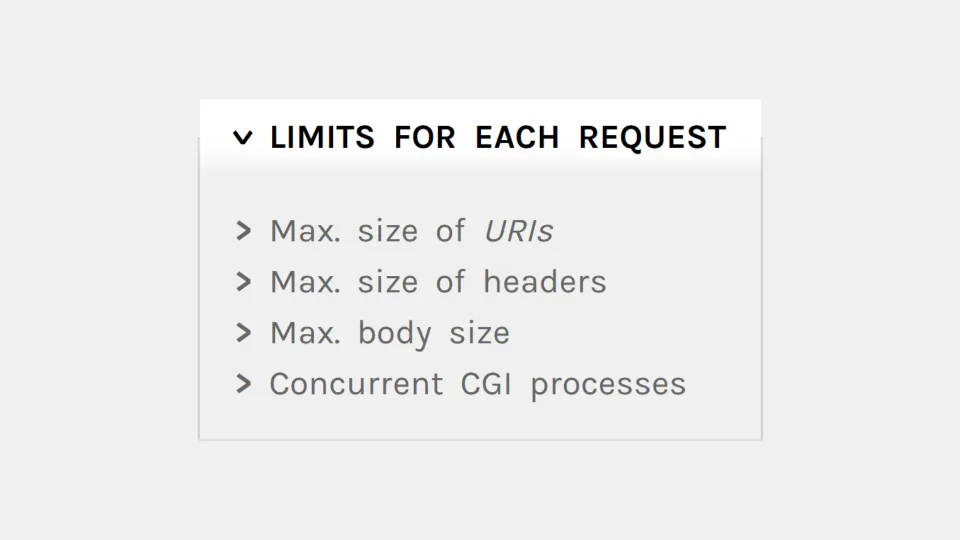 LIMITS FOR EACH REQUEST
> Max. size of URIs
> Max. size of headers
> Max. body size
> Concurrent CGI processes